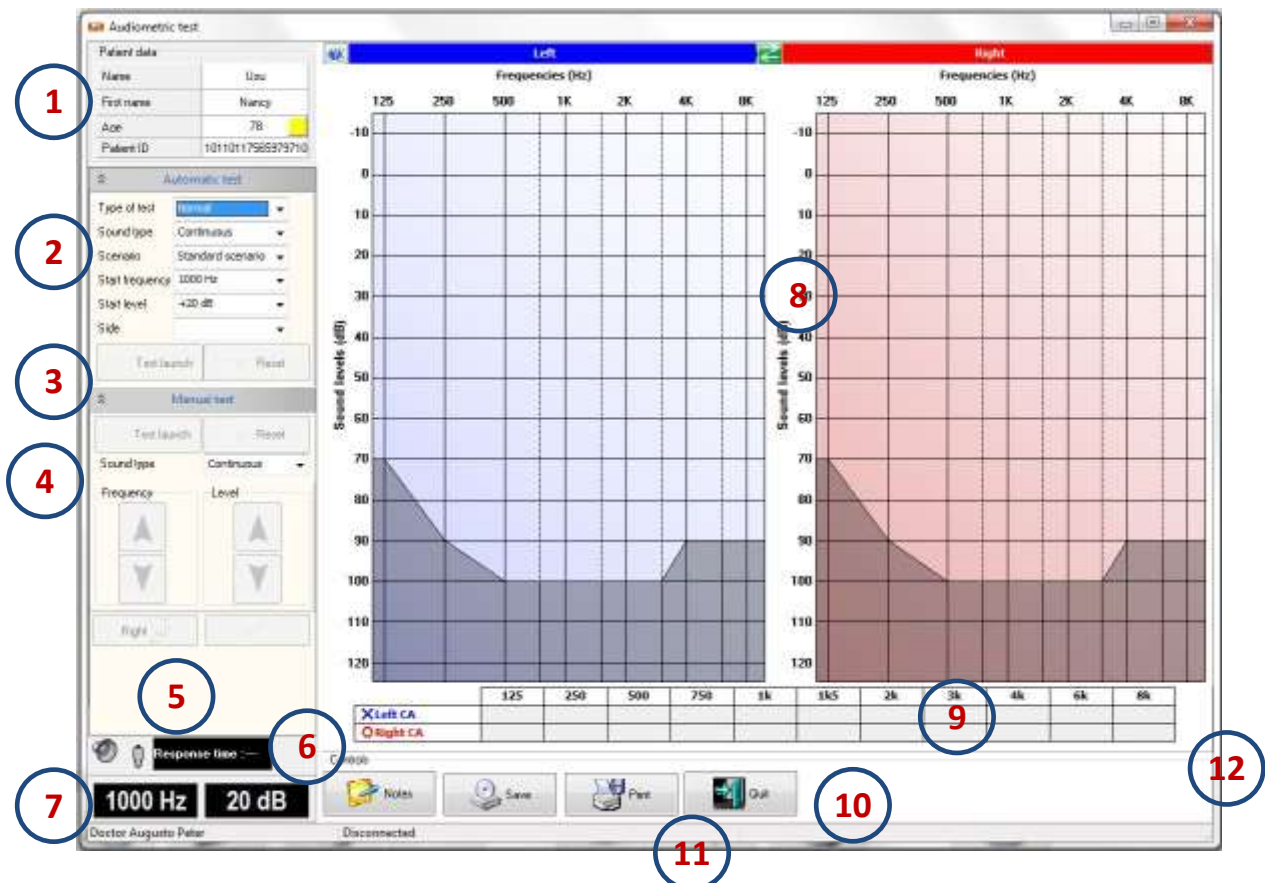 Audiometric test
Patient data
Name Uzu
First name Nancy
Age 78
Patient ID 10110117565979710
Automatic test
Type of test Normal
Sound type Continuous
Scenario Standard scenario
Start frequency 1000 Hz
Start level +20 dB
Side
Test launch Reset
Manual test
Test launch Reset
Sound type Continuous
Frequency Level
Right
Response time :---
1000 Hz 20 dB
Doctor Augusto Peter Disconnected
Left
Frequencies (Hz)
125 250 500 1K 2K 4K 8K
Sound levels (dB)
-10
0
10
20
30
40
50
60
70
80
90
100
110
120
Right
Frequencies (Hz)
125 250 500 1K 2K 4K 8K
Sound levels (dB)
-10
0
10
20
40
50
60
70
80
90
100
110
120
125 250 500 750 1k 1k5 2k 3k 4k 6k 8k
X Left CA
O Right CA
Controls
Notes Save Print Quit
1
2
3
4
5
6
7
8
9
10
11
12